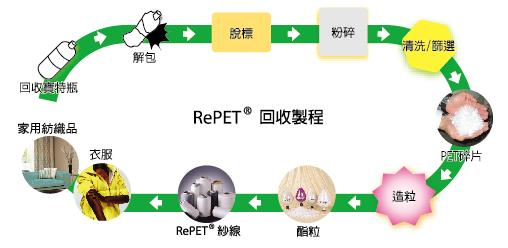 回收寶特瓶
解包
脫標
粉碎
清洗/篩選
PET碎片
造粒
酯粒
RePET® 紗線
衣服
家用紡織品
RePET® 回收製程